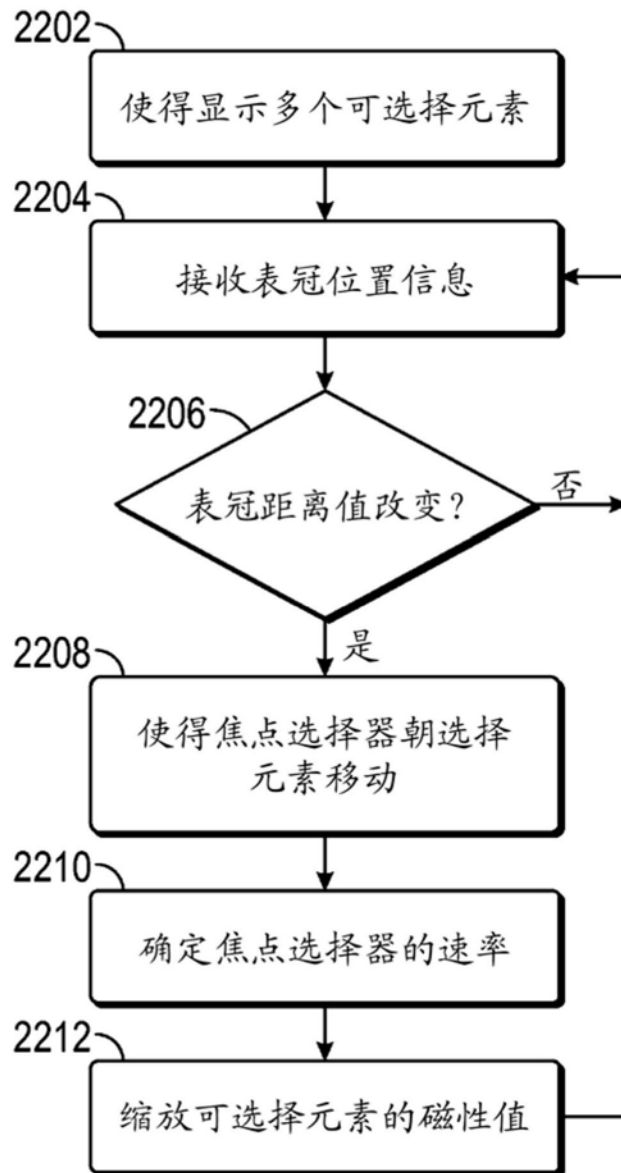 2202
使得显示多个可选择元素
2204
接收表冠位置信息
2206
表冠距离值改变?
否
是
2208
使得焦点选择器朝选择
元素移动
2210
确定焦点选择器的速率
2212
缩放可选择元素的磁性值